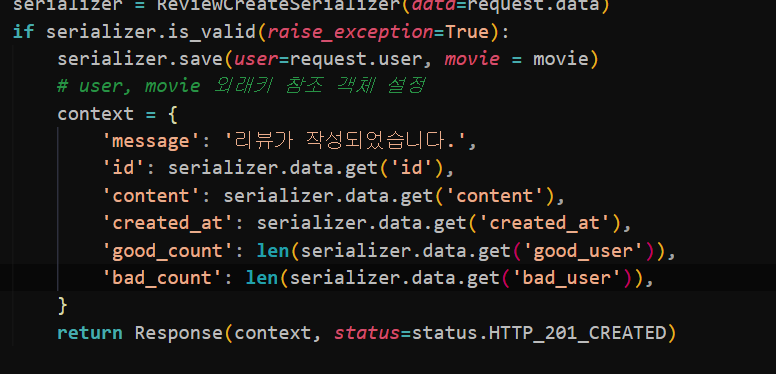 serializer = ReviewCreateSerializer(data=request.data)
if serializer.is_valid(raise_exception=True):
    serializer.save(user=request.user, movie = movie)
    # user, movie 외래키 참조 객체 설정
    context = {
        'message': '리뷰가 작성되었습니다.',
        'id': serializer.data.get('id'),
        'content': serializer.data.get('content'),
        'created_at': serializer.data.get('created_at'),
        'good_count': len(serializer.data.get('good_user')),
        'bad_count': len(serializer.data.get('bad_user')),
    }
    return Response(context, status=status.HTTP_201_CREATED)